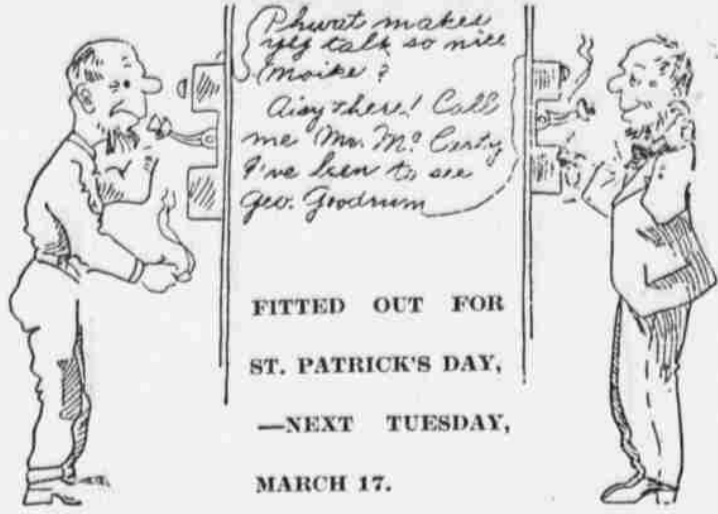 Phwat makes
yez talk so nice
Moike?
Aisy there! Call
me Mr. McCarty
I've been to see
Geo. Goodrum
FITTED OUT FOR
ST. PATRICK'S DAY,
—NEXT TUESDAY,
MARCH 17.